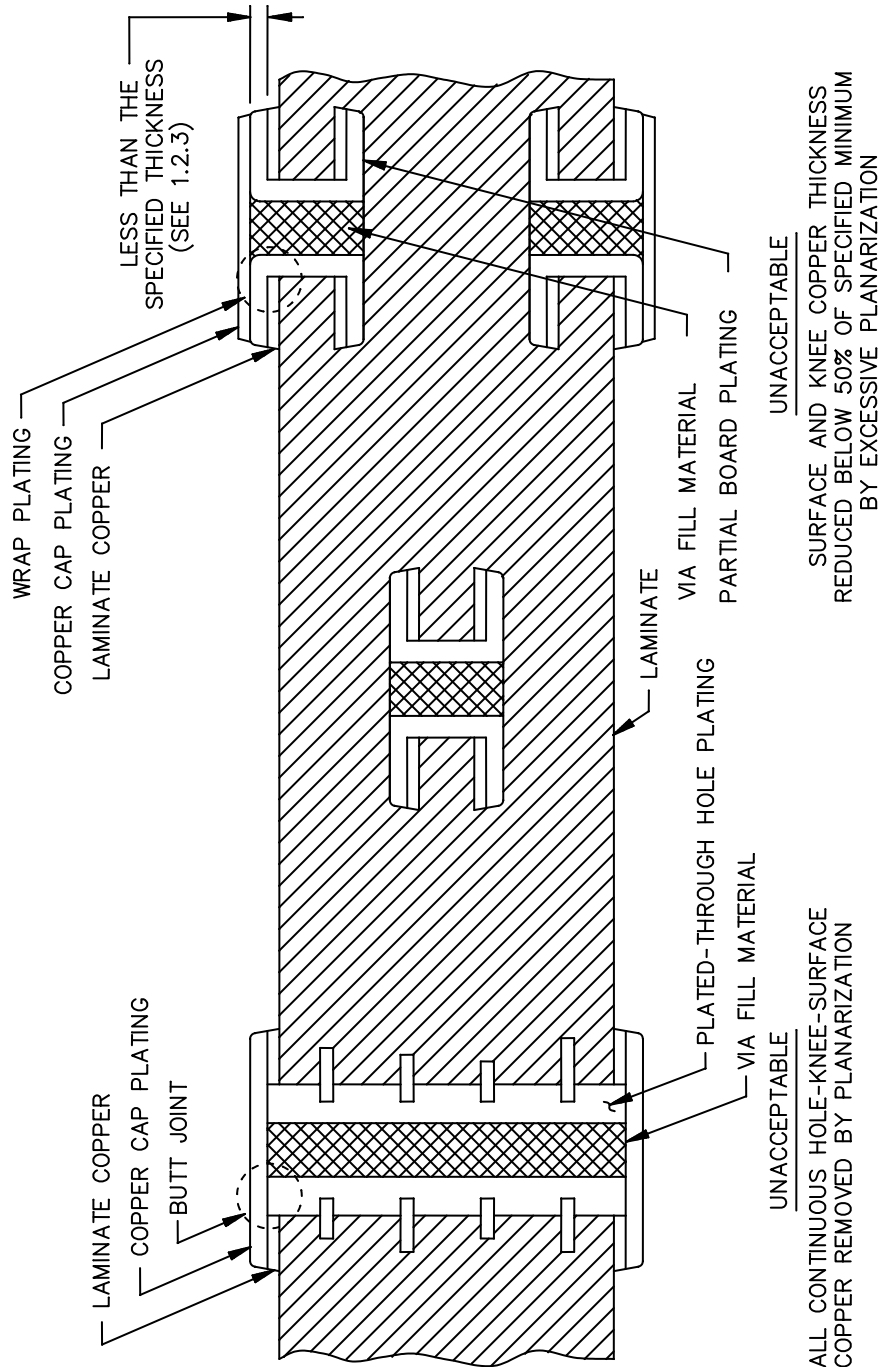 LAMINATE COPPER
COPPER CAP PLATING
BUTT JOINT
WRAP PLATING
COPPER CAP PLATING
LAMINATE COPPER
LESS THAN THE
SPECIFIED THICKNESS
(SEE 1.2.3)
PLATED-THROUGH HOLE PLATING
VIA FILL MATERIAL
LAMINATE
VIA FILL MATERIAL
PARTIAL BOARD PLATING
UNACCEPTABLE
ALL CONTINUOUS HOLE-KNEE-SURFACE
COPPER REMOVED BY PLANARIZATION
UNACCEPTABLE
SURFACE AND KNEE COPPER THICKNESS
REDUCED BELOW 50% OF SPECIFIED MINIMUM
BY EXCESSIVE PLANARIZATION